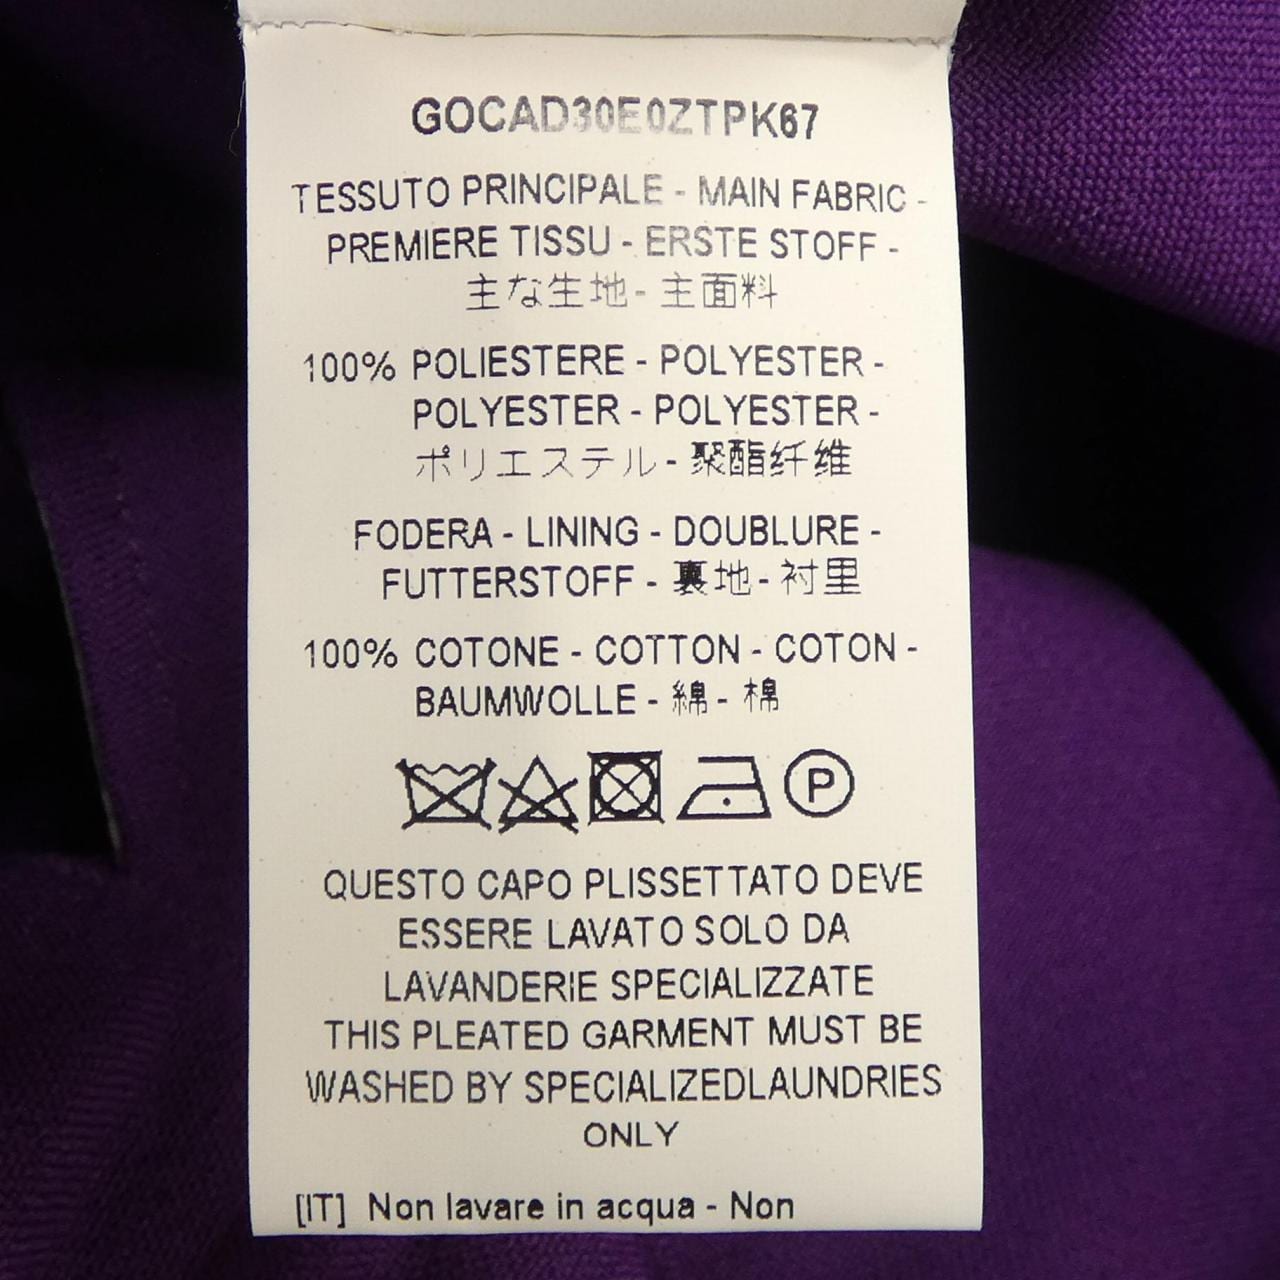 GOCAD30E0ZTPK67
TESSUTO PRINCIPALE - MAIN FABRIC -
PREMIERE TISSU - ERSTE STOFF -
主な生地 - 主面料
100% POLIESTERE - POLYESTER -
POLYESTER - POLYESTER -
ポリエステル - 聚酯纤维
FODERA - LINING - DOUBLURE -
FUTTERSTOFF - 裏地 - 衬里
100% COTONE - COTTON - COTON -
BAUMWOLLE - 綿 - 棉
P
QUESTO CAPO PLISSETTATO DEVE
ESSERE LAVATO SOLO DA
LAVANDERIE SPECIALIZZATE
THIS PLEATED GARMENT MUST BE
WASHED BY SPECIALIZEDLAUNDRIES
ONLY
[IT] Non lavare in acqua - Non